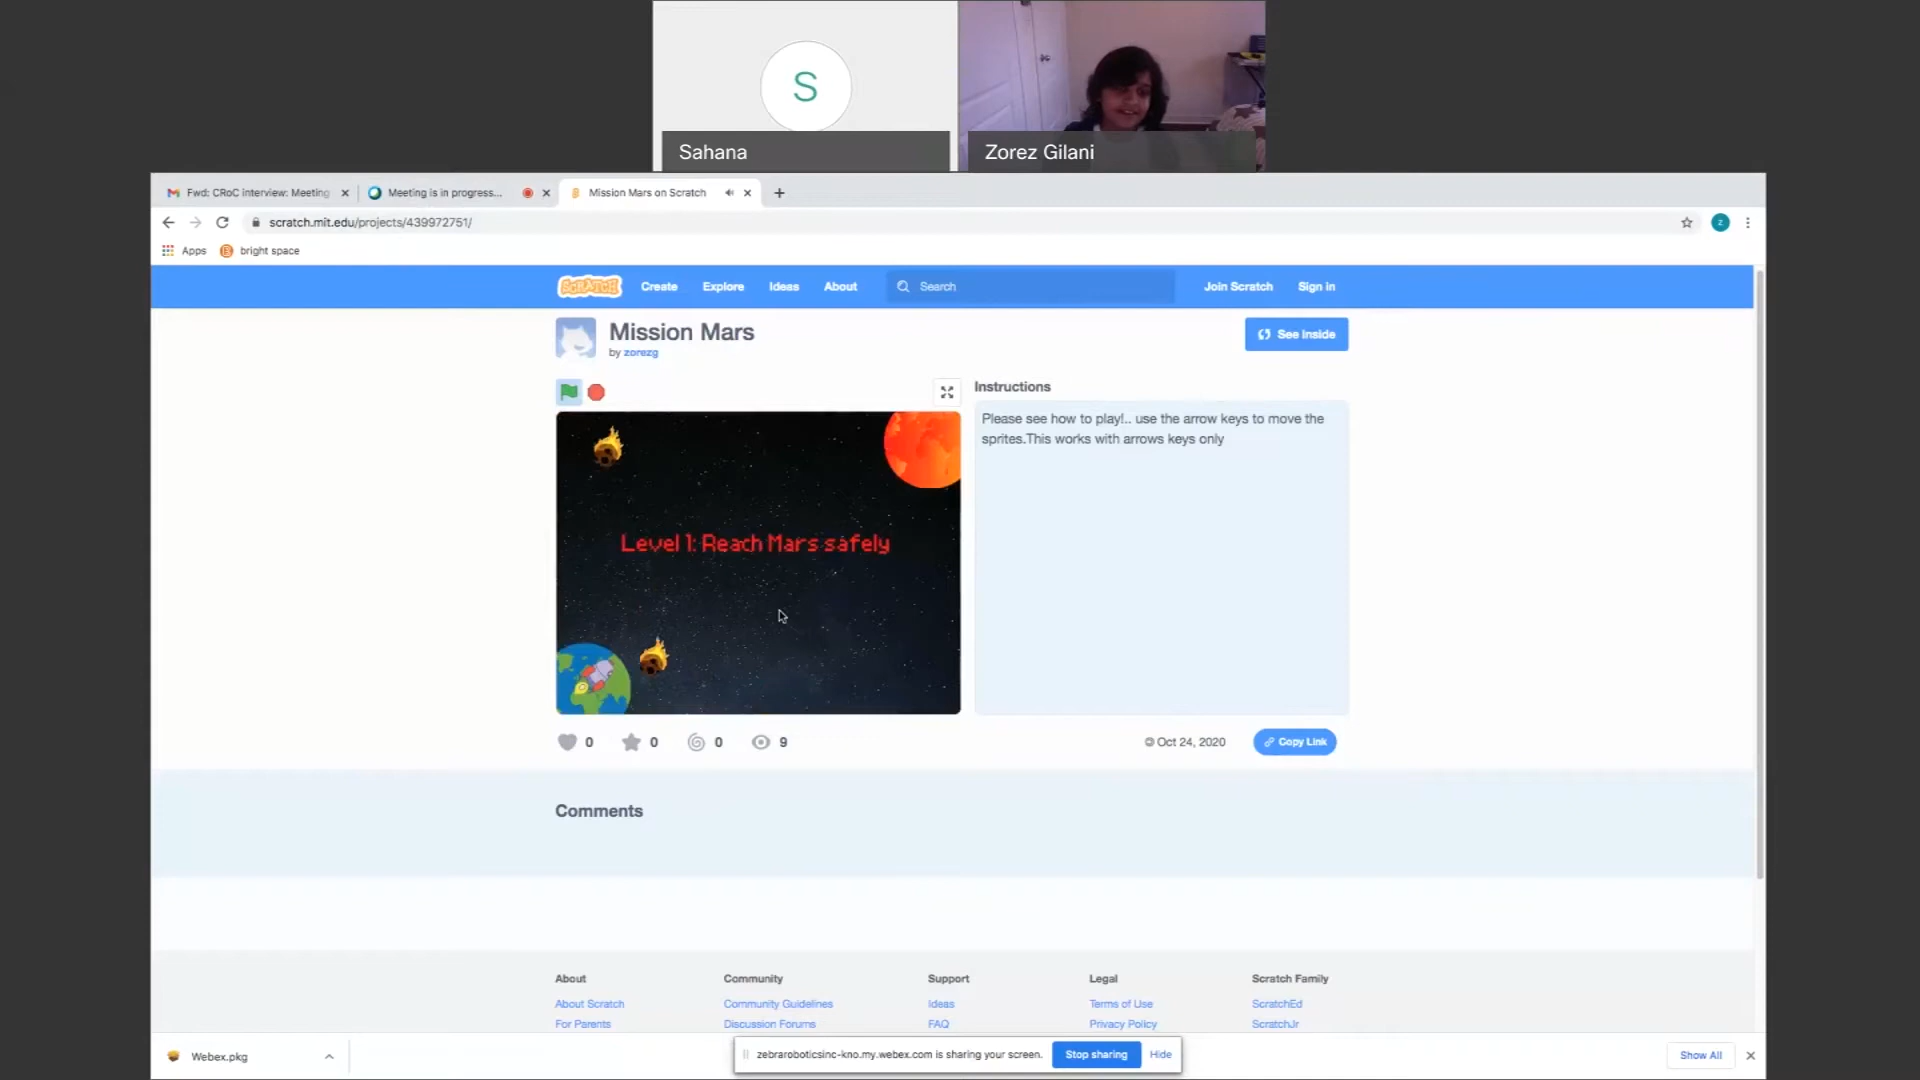 S
Sahana
Zorez Gilani
Fwd: CRoC interview: Meeting
Meeting is in progress...
Mission Mars on Scratch
scratch.mit.edu/projects/439972751/
z
Apps
bright space
SCRATCH
Create
Explore
Ideas
About
Search
Join Scratch
Sign in
Mission Mars
by zorezg
See inside
Instructions
Please see how to play!.. use the arrow keys to move the
sprites.This works with arrows keys only
Level 1: Reach Mars safely
0
0
0
9
© Oct 24, 2020
Copy Link
Comments
About
Community
Support
Legal
Scratch Family
About Scratch
Community Guidelines
Ideas
Terms of Use
ScratchEd
For Parents
Discussion Forums
FAQ
Privacy Policy
ScratchJr
Webex.pkg
zebraroboticsinc-kno.my.webex.com is sharing your screen.
Stop sharing
Hide
Show All